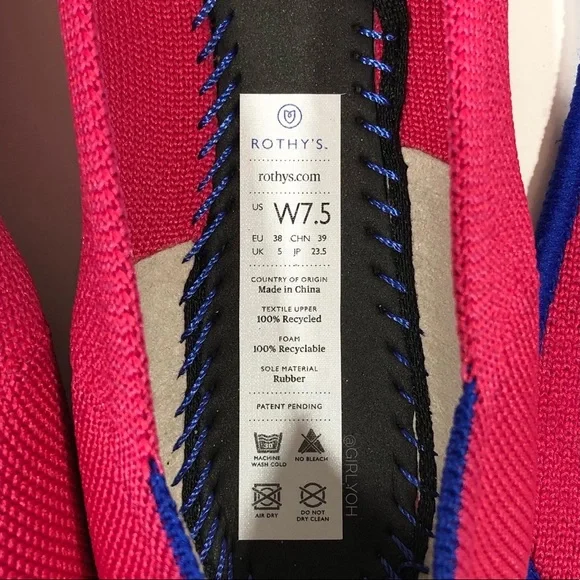 ROTHY'S™
rothys.com
US W7.5
EU 38 CHN 39
UK 5 JP 23.5
COUNTRY OF ORIGIN
Made in China
TEXTILE UPPER
100% Recycled
FOAM
100% Recyclable
SOLE MATERIAL
Rubber
PATENT PENDING
30
MACHINE WASH COLD
NO BLEACH
AIR DRY
DO NOT DRY CLEAN
@GIRLYOH